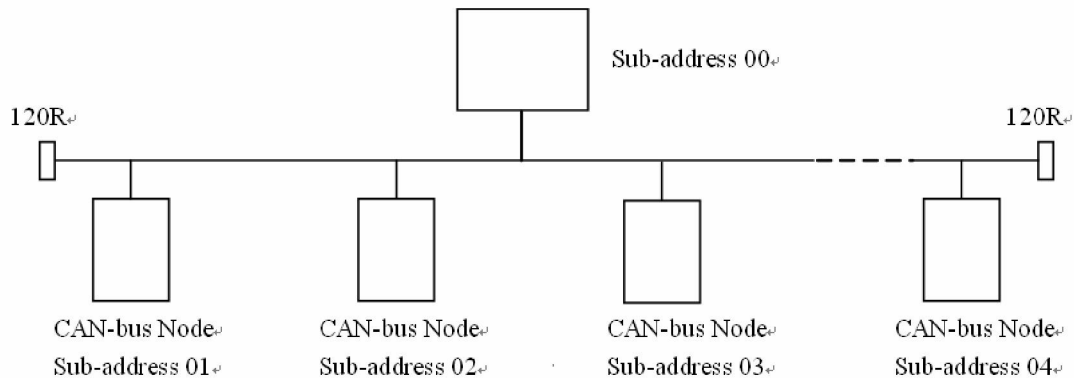 Sub-address 00
120R
120R
CAN-bus Node
Sub-address 01
CAN-bus Node
Sub-address 02
CAN-bus Node
Sub-address 03
CAN-bus Node
Sub-address 04